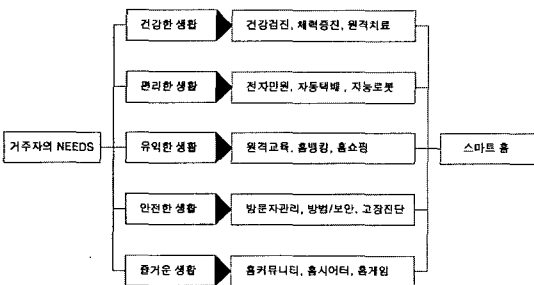 건강한 생활
건강검진, 체력증진, 원격치료
편리한 생활
전자민원, 자동택배, 지능로봇
거주자의 NEEDS
유익한 생활
원격교육, 홈뱅킹, 홈쇼핑
스마트 홈
안전한 생활
방문자관리, 방범/보안, 고장진단
즐거운 생활
홈커뮤니티, 홈시어터, 홈게임